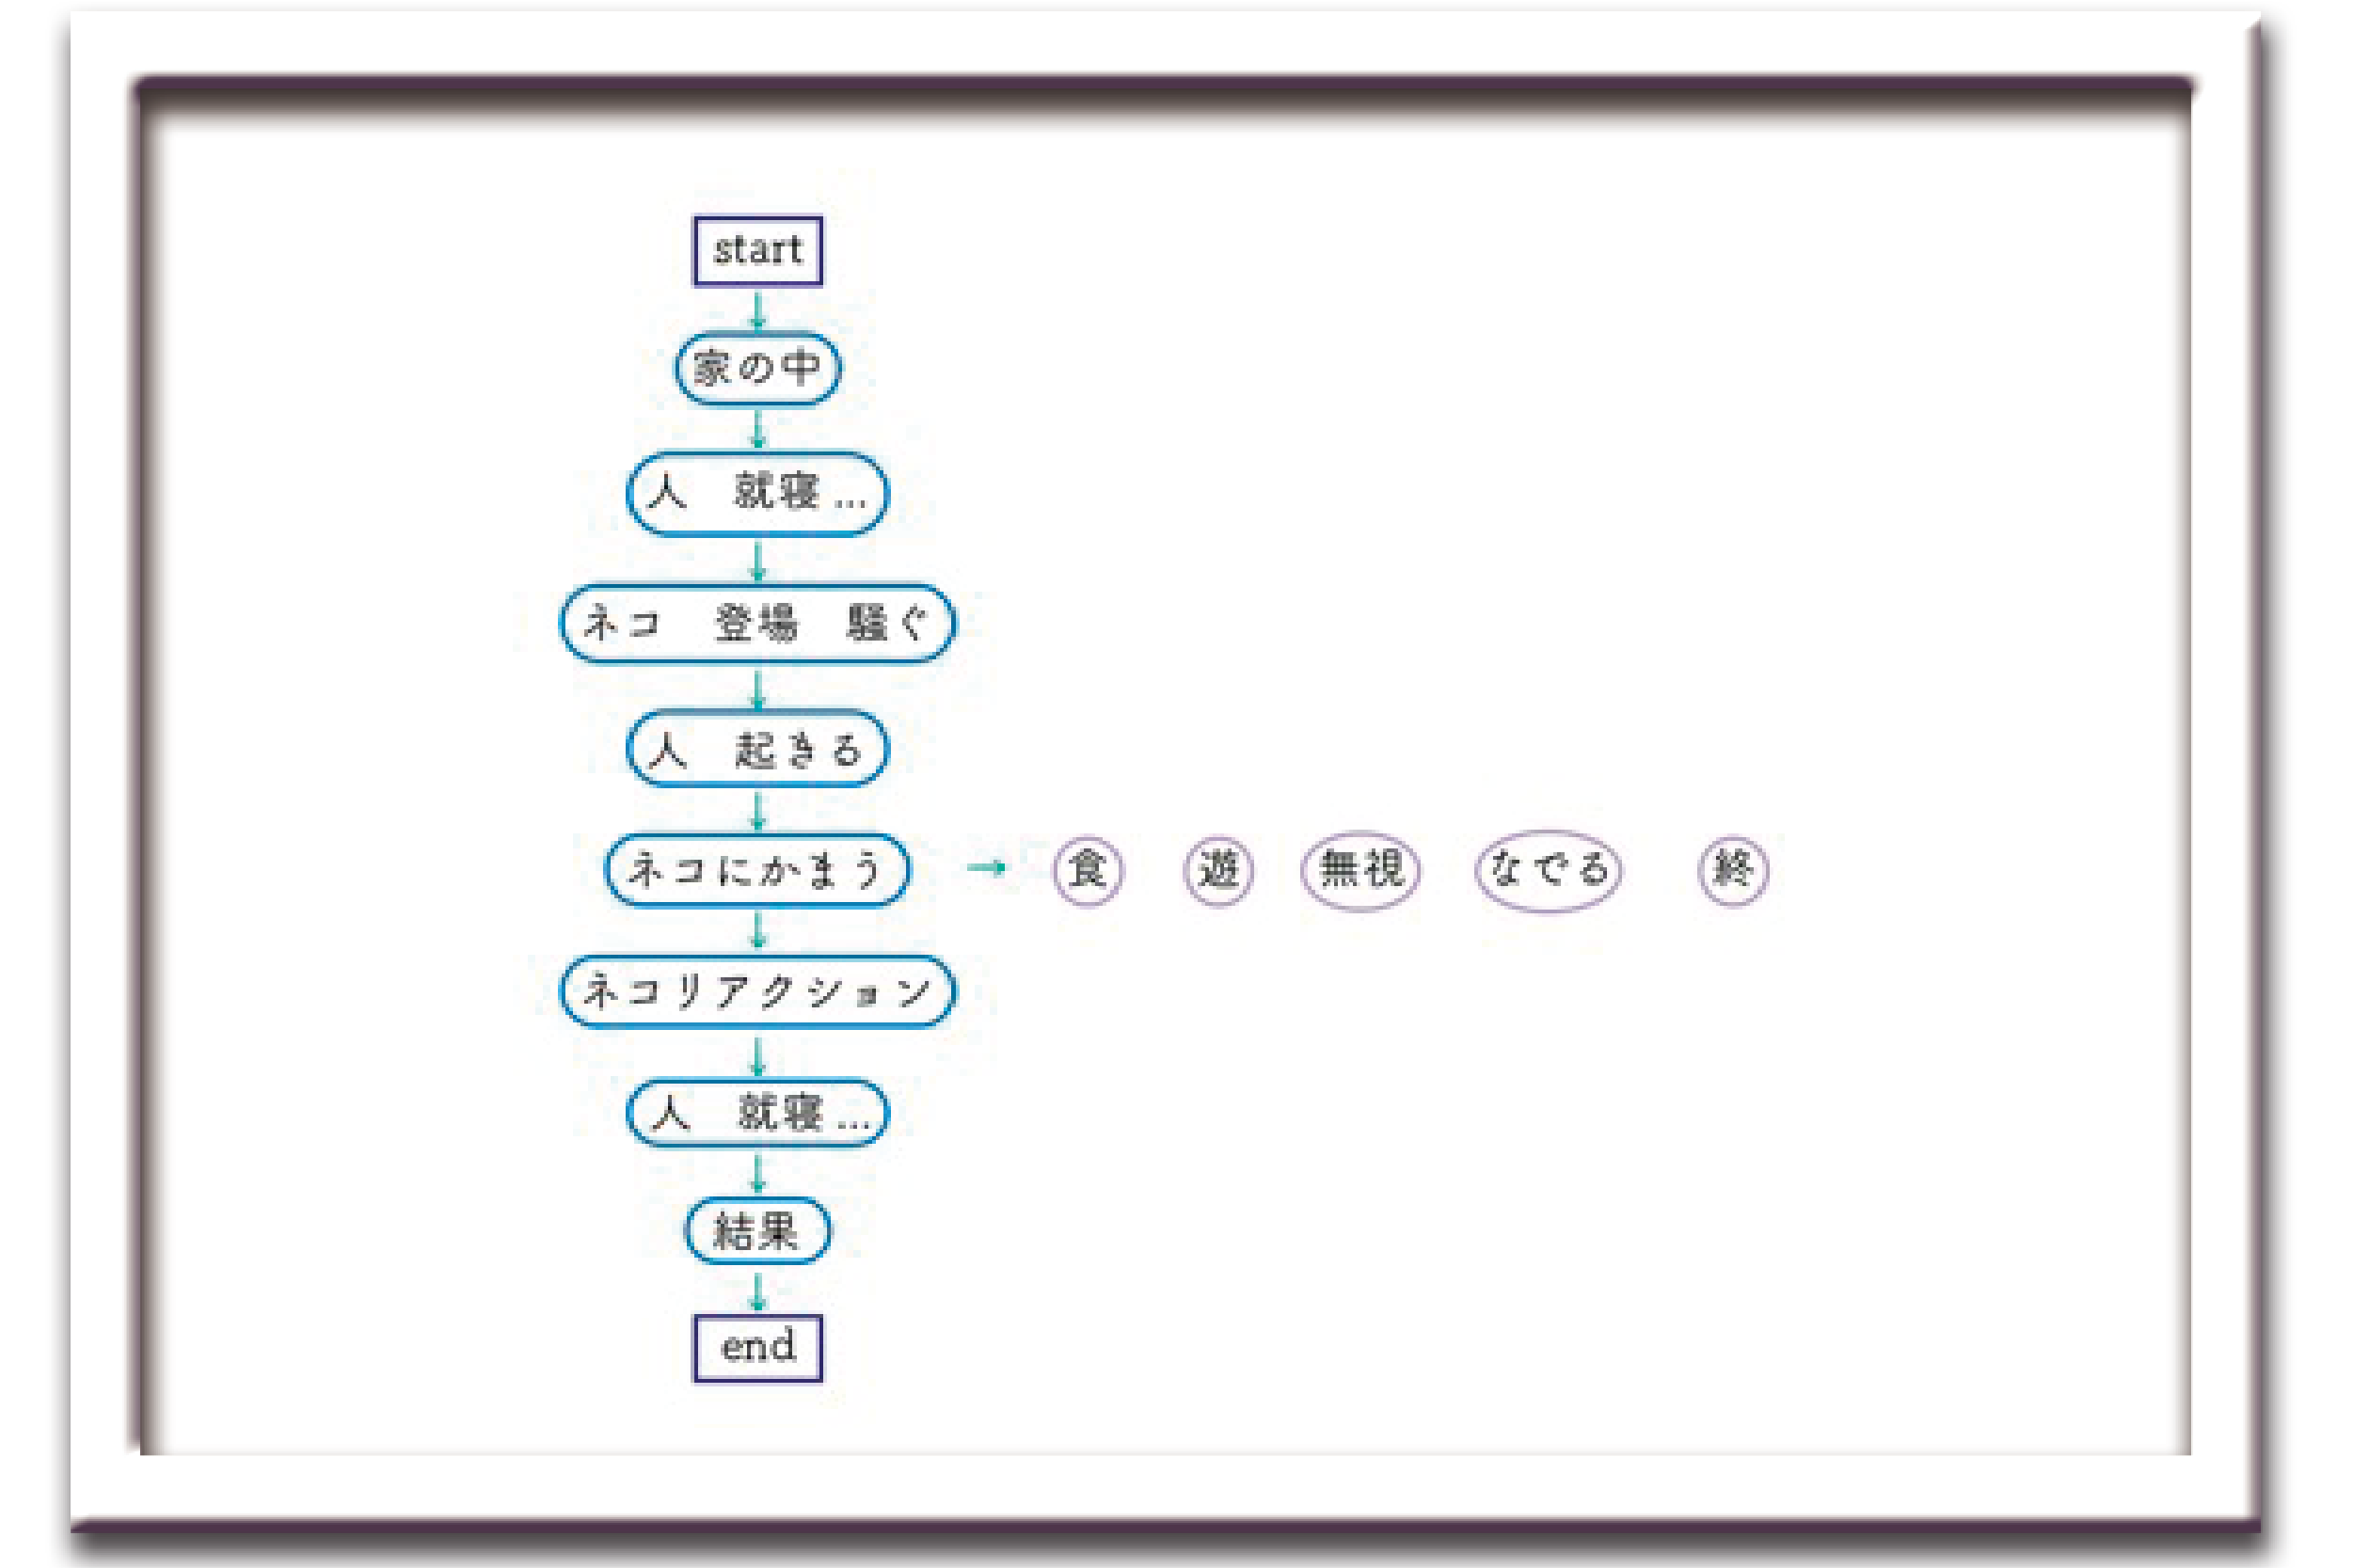 start
家の中
人　就寝...
ネコ　登場　騒ぐ
人　起きる
ネコにかまう → 食 遊 無視 なでる 終
ネコリアクション
人　就寝...
結果
end